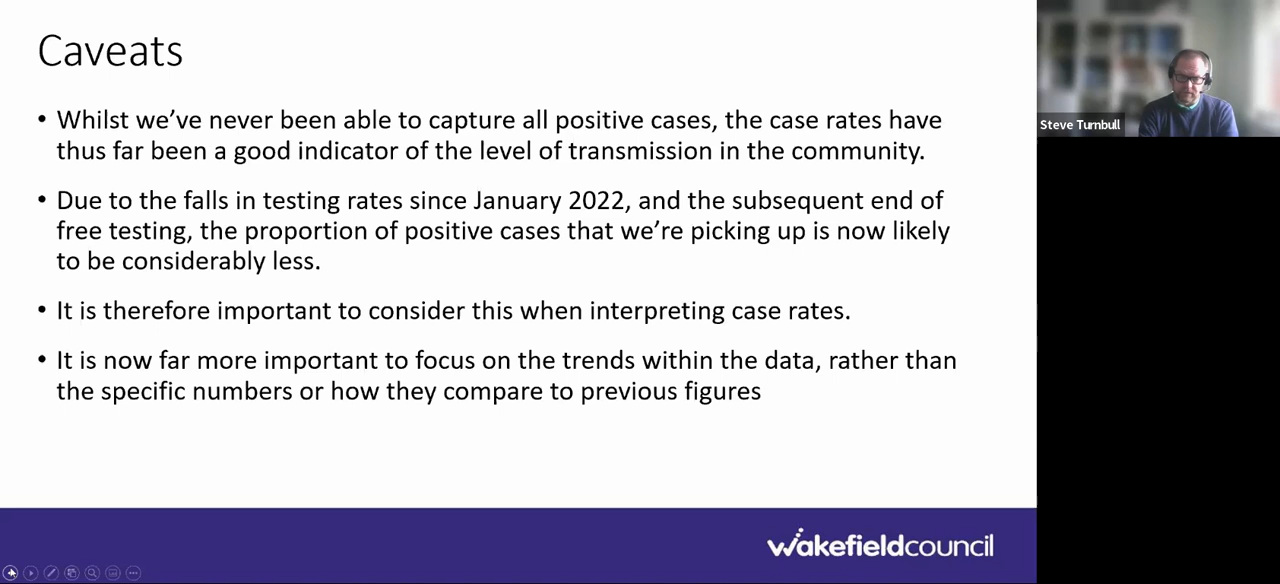 Caveats
• Whilst we’ve never been able to capture all positive cases, the case rates have
thus far been a good indicator of the level of transmission in the community.
• Due to the falls in testing rates since January 2022, and the subsequent end of
free testing, the proportion of positive cases that we’re picking up is now likely
to be considerably less.
• It is therefore important to consider this when interpreting case rates.
• It is now far more important to focus on the trends within the data, rather than
the specific numbers or how they compare to previous figures
wakefieldcouncil
Steve Turnbull